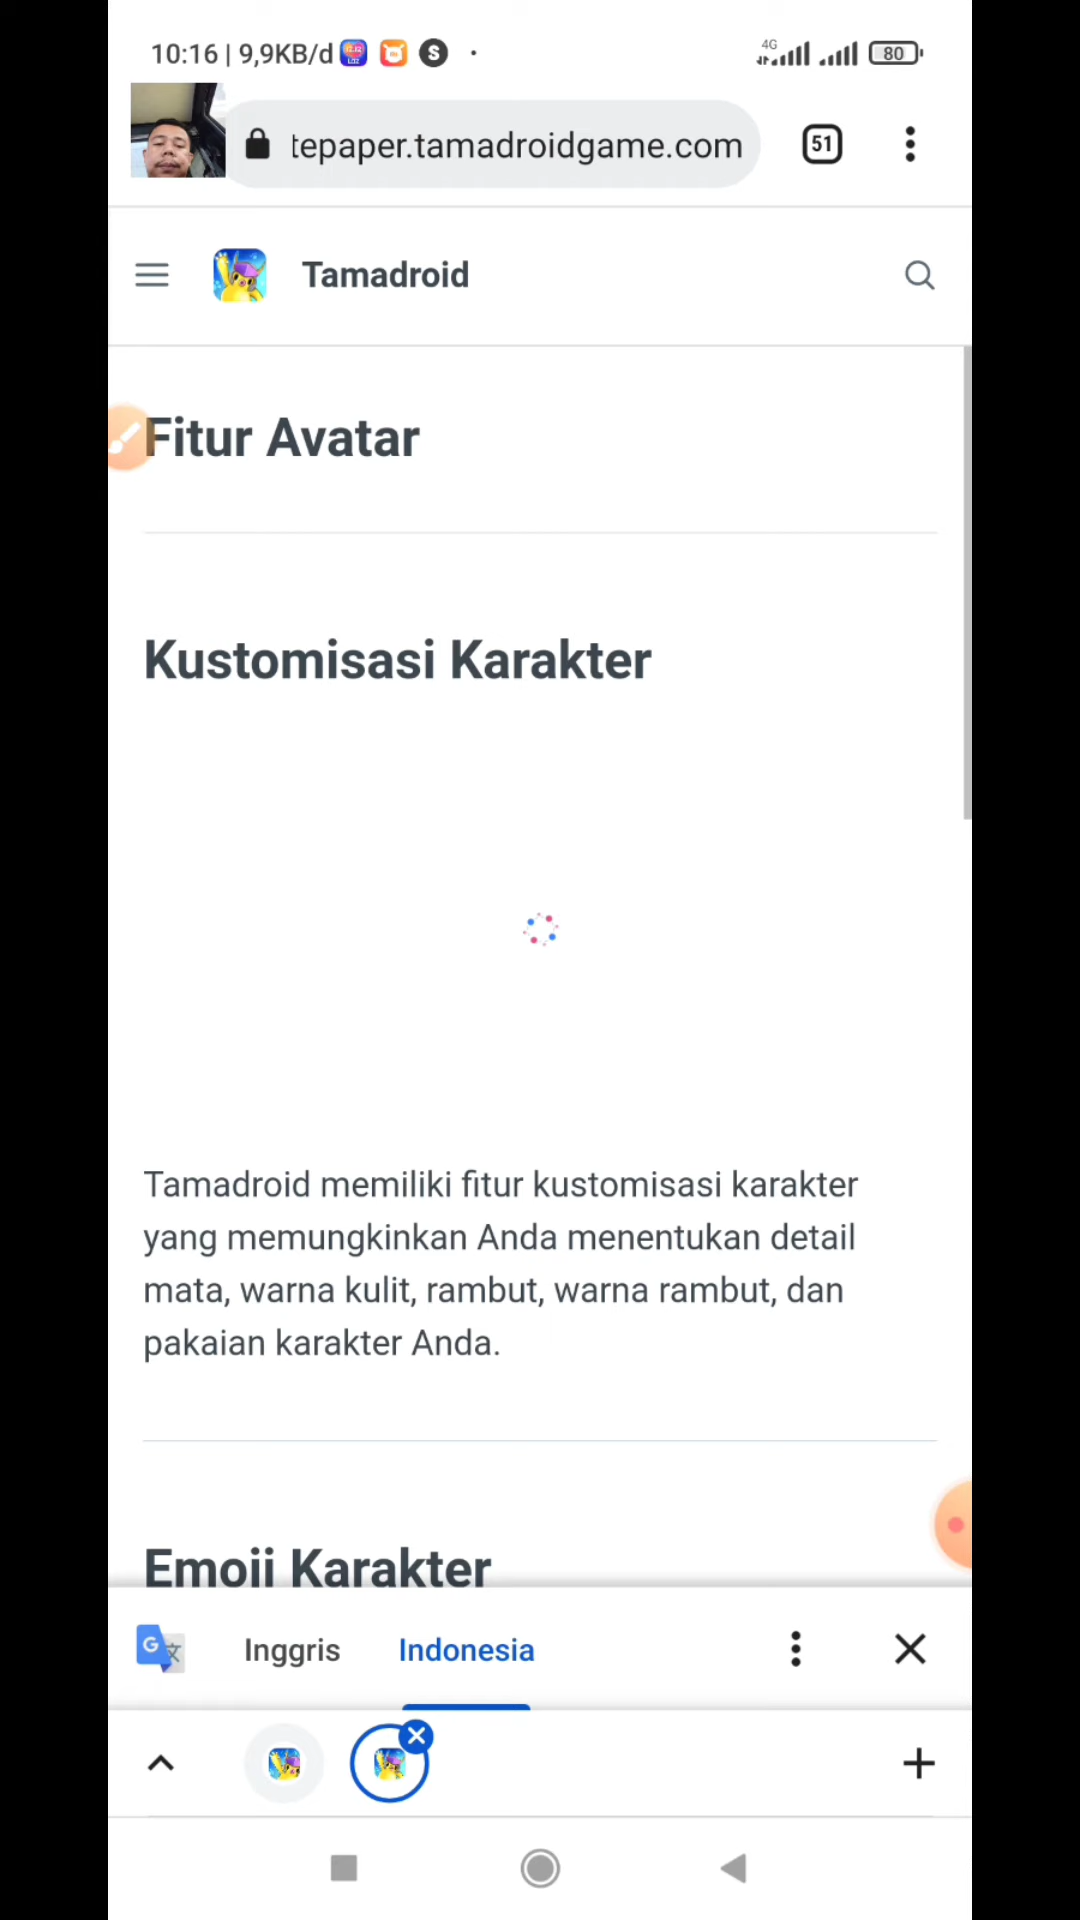 10:16 | 9,9KB/d
4G
80
tepaper.tamadroidgame.com
51
Tamadroid
Fitur Avatar
Kustomisasi Karakter
Tamadroid memiliki fitur kustomisasi karakter
yang memungkinkan Anda menentukan detail
mata, warna kulit, rambut, warna rambut, dan
pakaian karakter Anda.
Emoji Karakter
Inggris
Indonesia